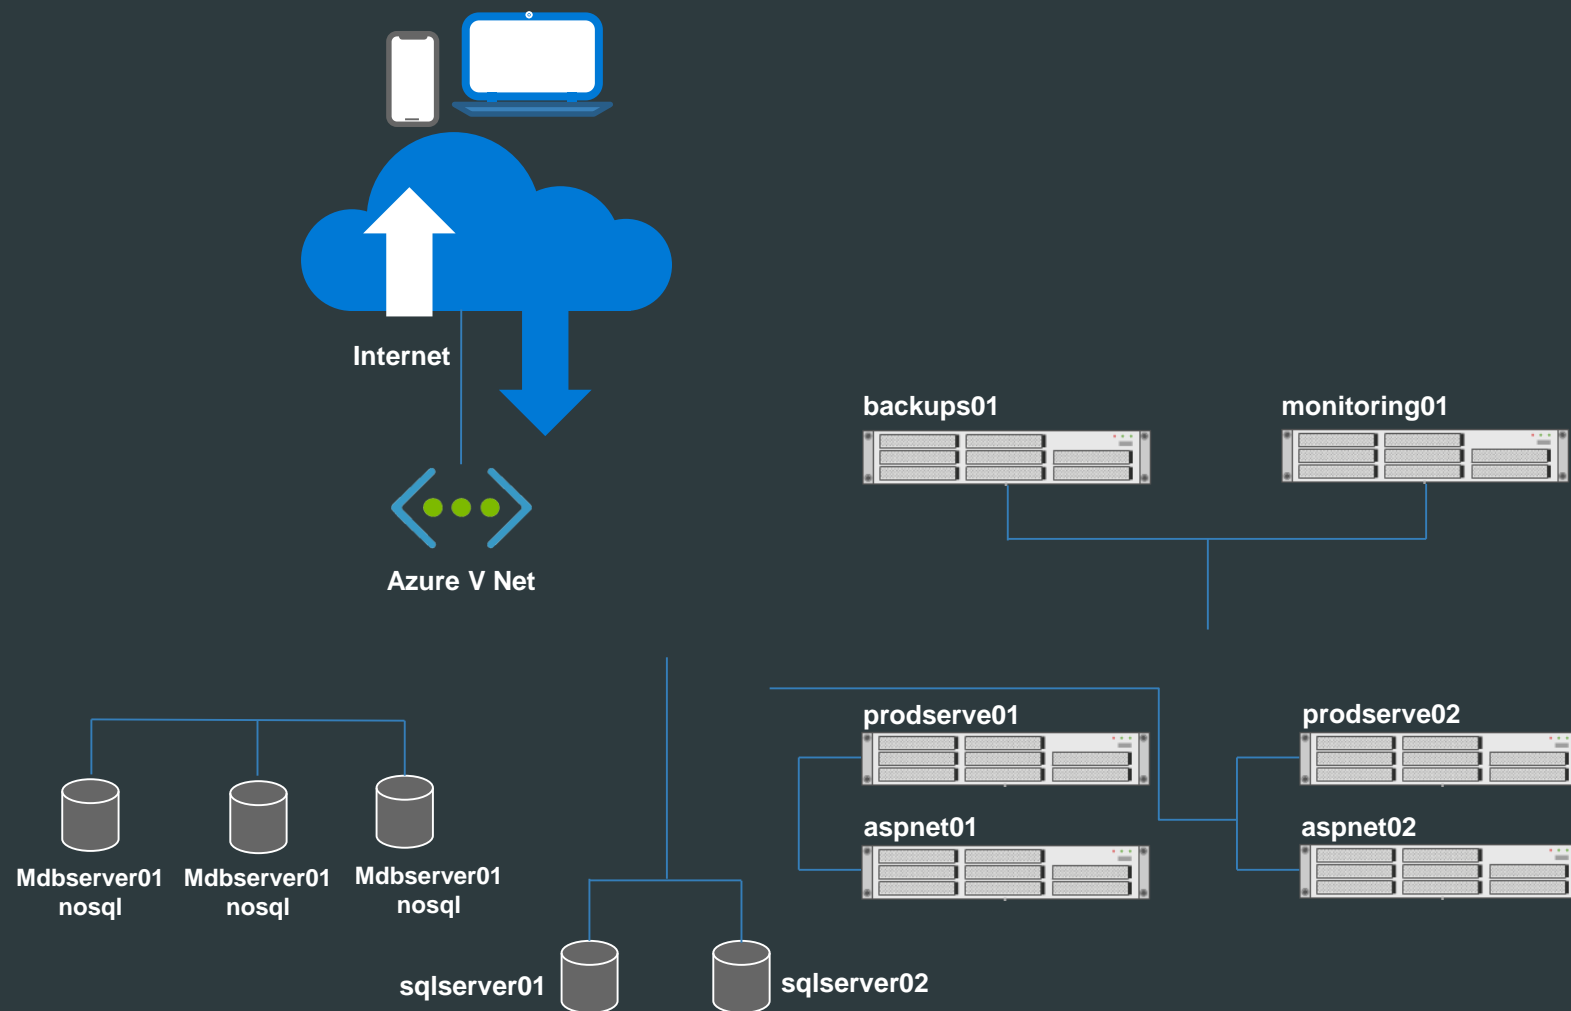 Internet
backups01
monitoring01
Azure V Net
prodserve01
prodserve02
aspnet01
aspnet02
Mdbserver01
nosql
Mdbserver01
nosql
Mdbserver01
nosql
sqlserver01
sqlserver02